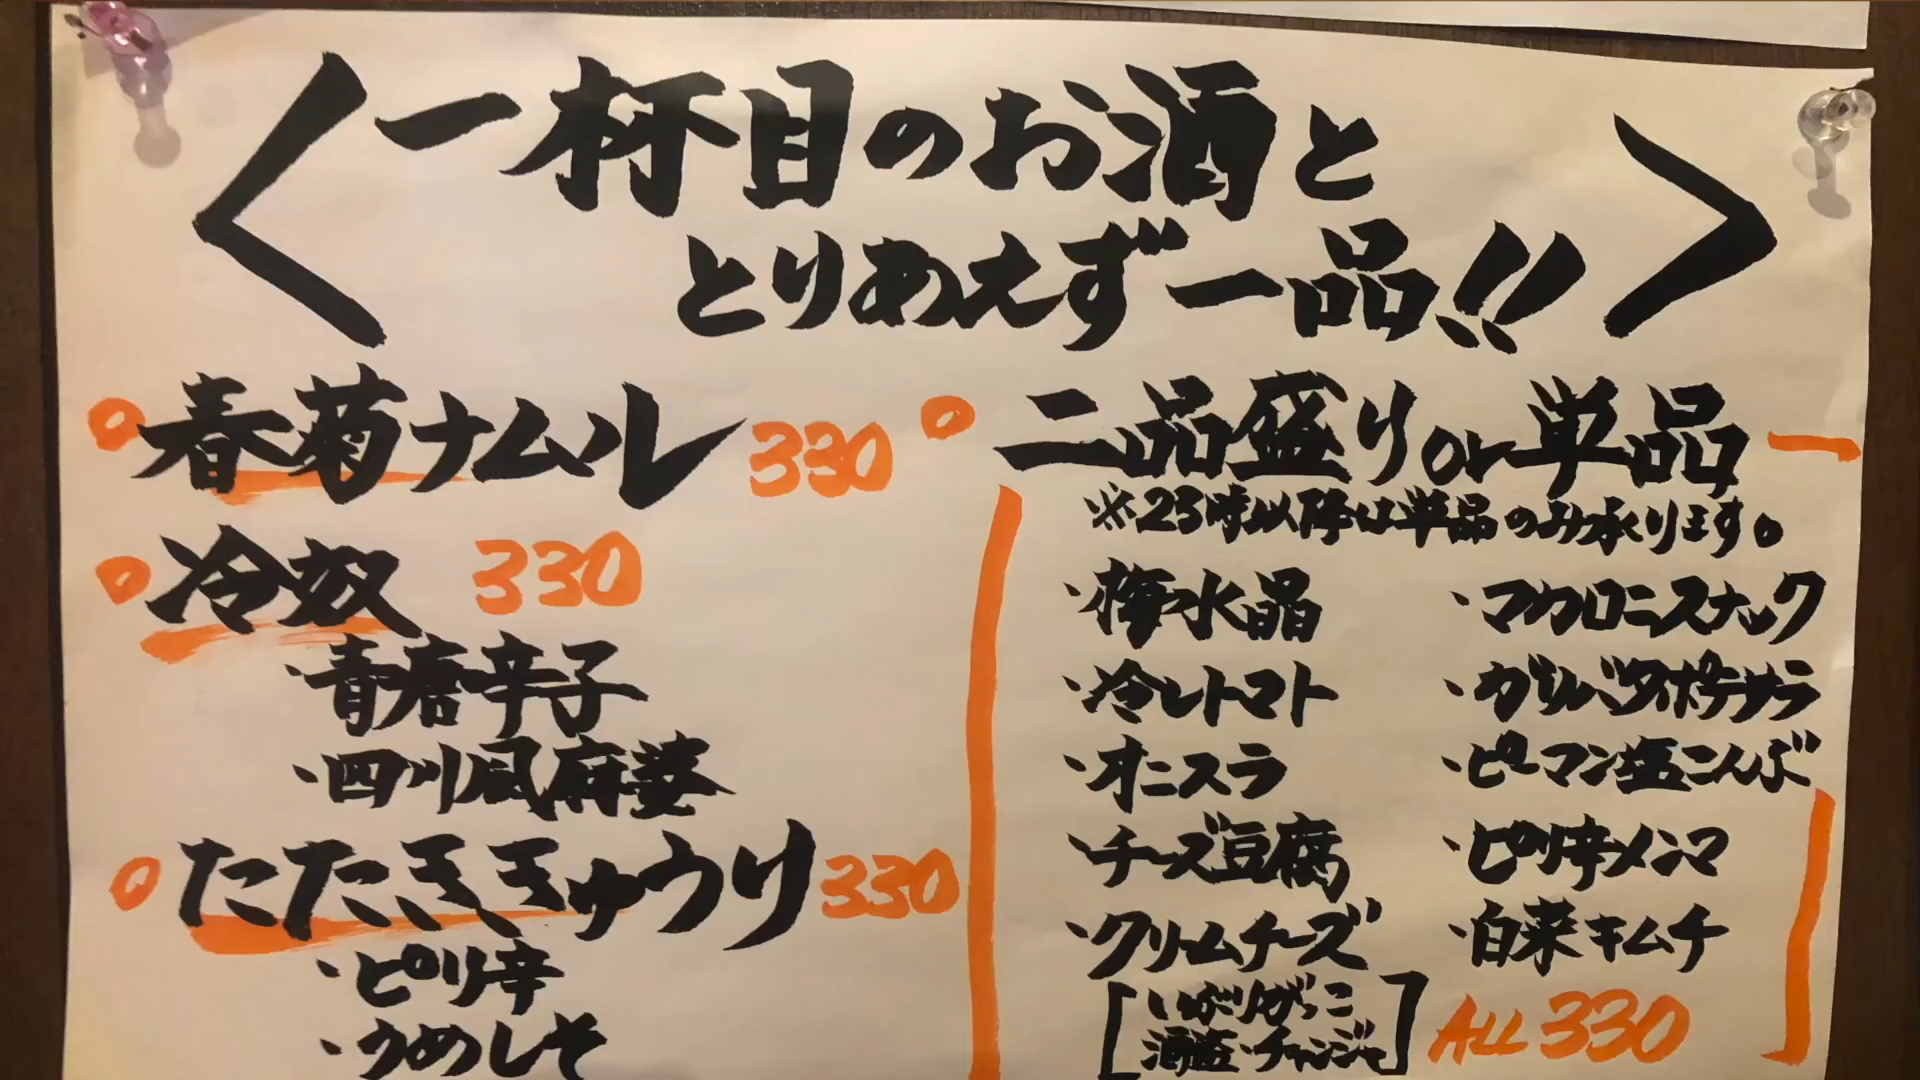 一杯目のお酒と
とりあえず一品!!
春菊ナムル 330
冷奴 330
・青唐辛子
・四川風麻婆
たたききゅうり 330
・ピリ辛
・うめしそ
二品盛りor単品
※23時以降は単品のみ承ります。
・梅水晶
・冷しトマト
・オニスラ
・チーズ豆腐
・クリームチーズ
[いぶりがっこ
酒盗・チャンジャ]
・マカロニスナック
・ガリバタポテサラ
・ピーマン塩こんぶ
・ピリ辛メンマ
・白菜キムチ
ALL 330